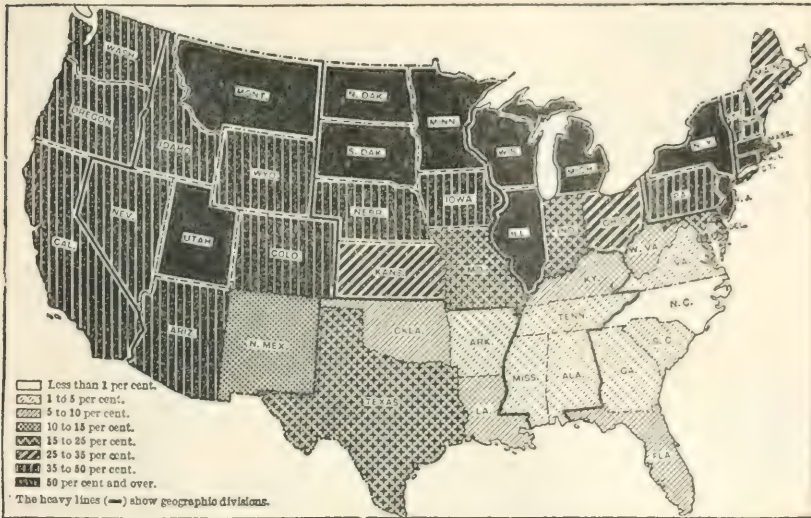 WASH.
MONT.
N. DAK.
MINN.
OREGON
IDAHO
S. DAK.
WIS.
MICH.
N.Y.
MASS.
CT.
N.J.
WYO.
NEBR.
IOWA
PA.
NEV.
UTAH
COLO.
ILL.
CAL.
KANS.
W. VA.
VA.
KY.
ARIZ.
N. MEX.
OKLA.
TENN.
N.C.
ARK.
S.C.
MISS.
ALA.
GA.
TEXAS
LA.
FLA.
Less than 1 per cent.
1 to 5 per cent.
5 to 10 per cent.
10 to 15 per cent.
15 to 25 per cent.
25 to 35 per cent.
35 to 50 per cent.
50 per cent and over.
The heavy lines (▬) show geographic divisions.